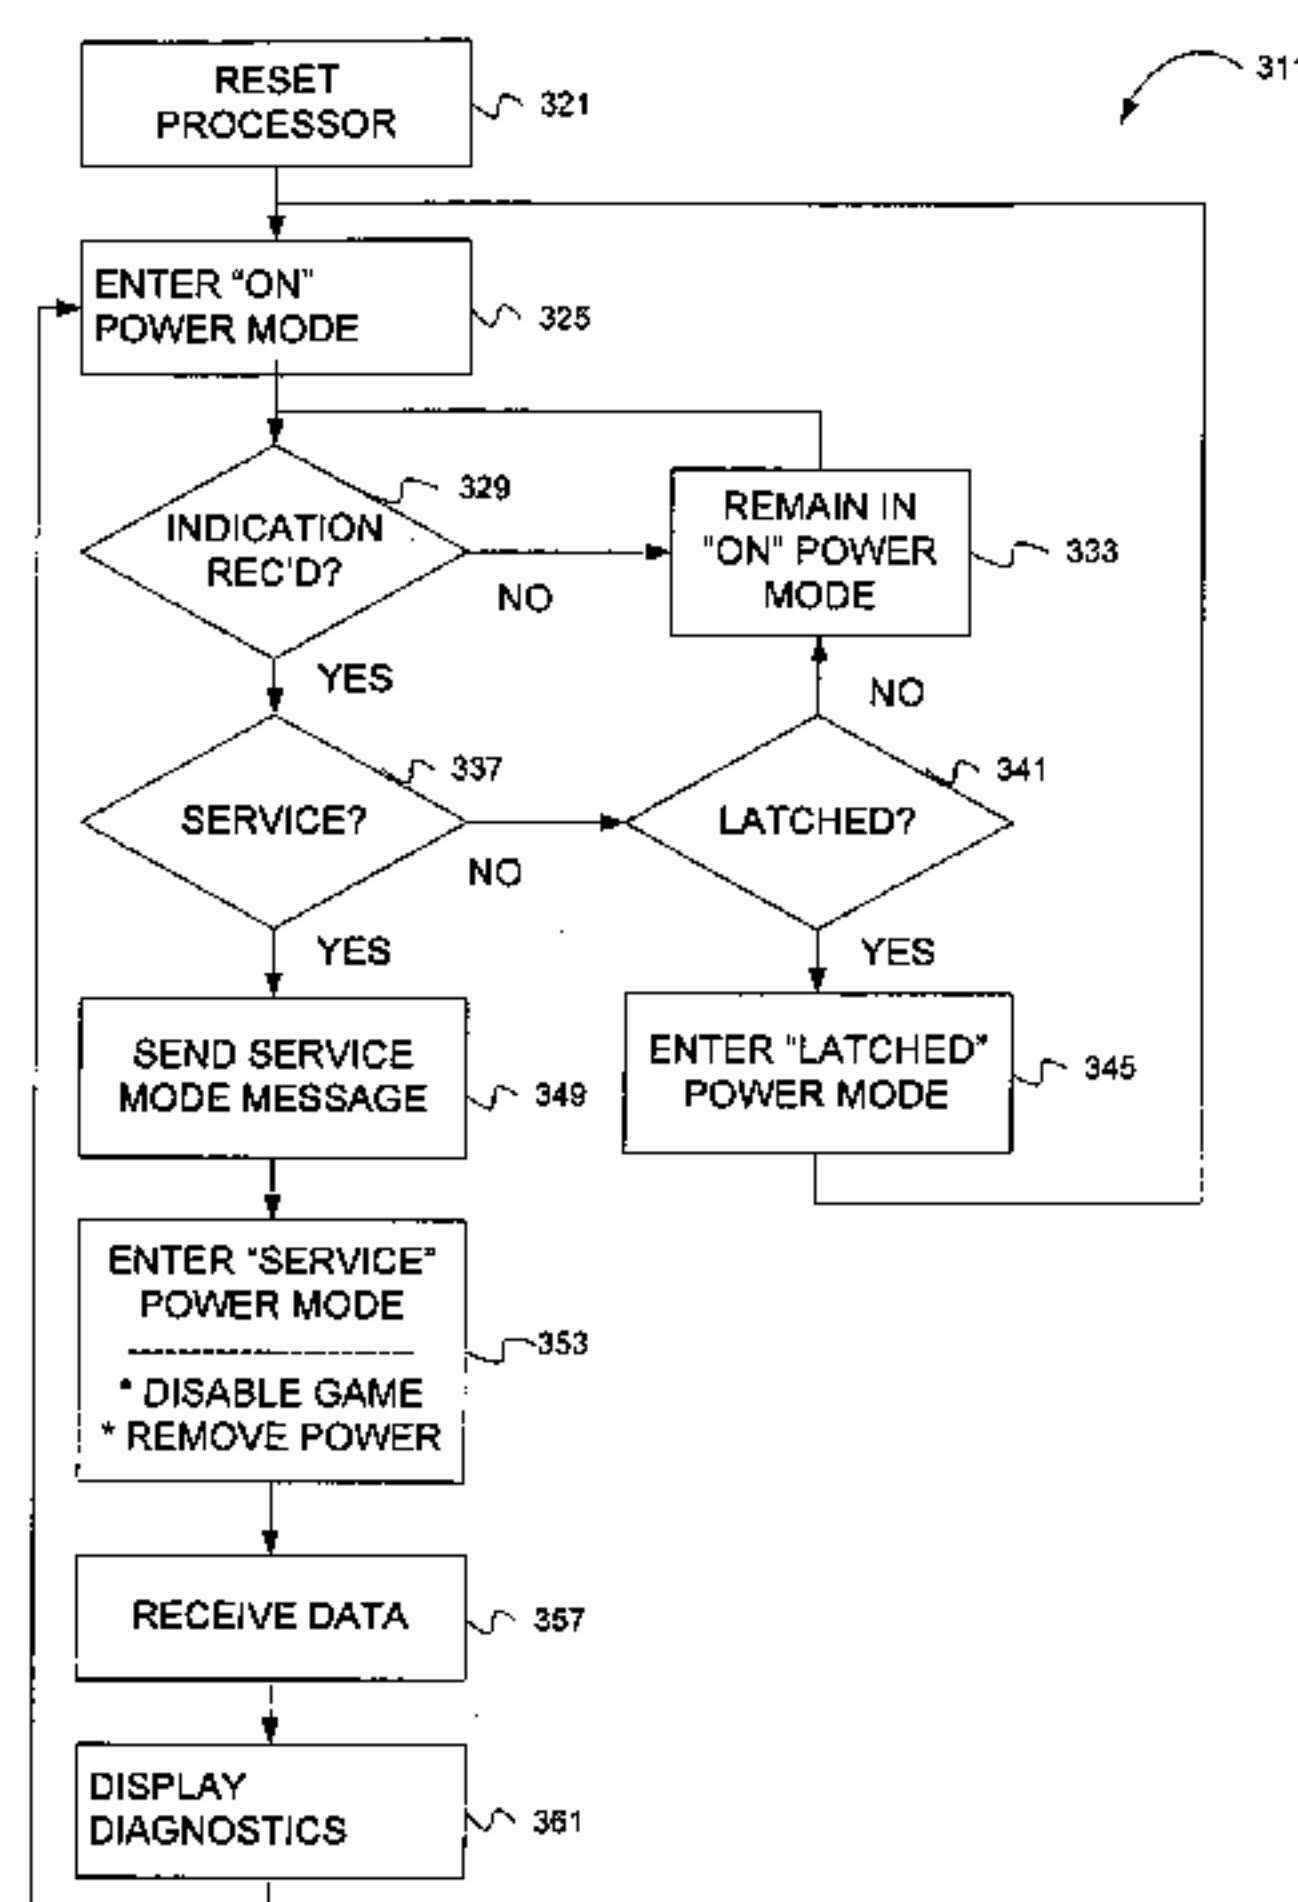 RESET
PROCESSOR
321
ENTER "ON"
POWER MODE
325
INDICATION
REC'D?
329
NO
REMAIN IN
"ON" POWER
MODE
333
YES
NO
SERVICE?
337
NO
LATCHED?
341
YES
YES
SEND SERVICE
MODE MESSAGE
349
ENTER "LATCHED"
POWER MODE
345
ENTER "SERVICE"
POWER MODE
* DISABLE GAME
* REMOVE POWER
353
RECEIVE DATA
357
DISPLAY
DIAGNOSTICS
361